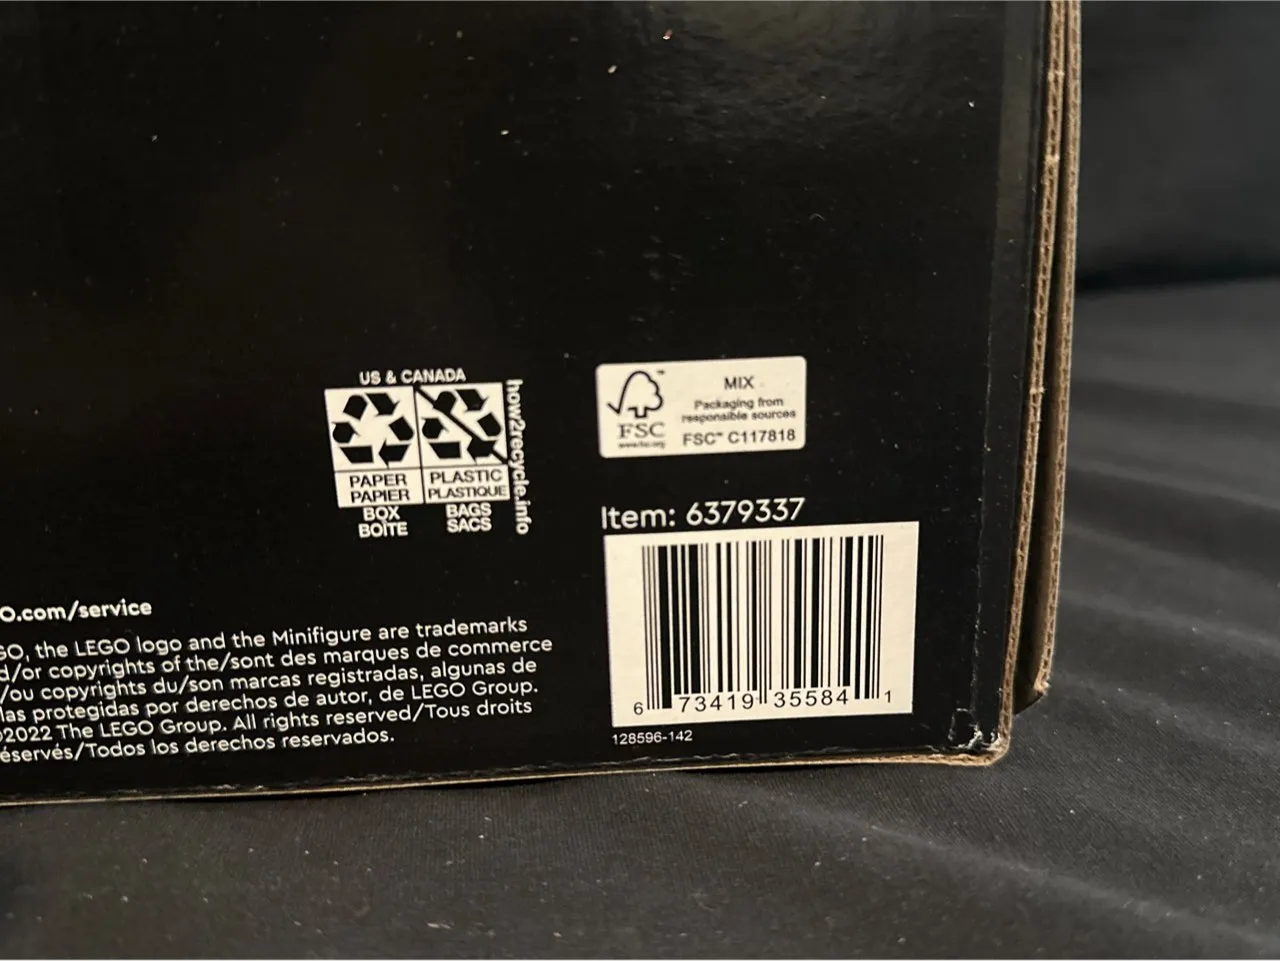 US & CANADA
PAPER
PAPIER
BOX
BOÎTE
PLASTIC
PLASTIQUE
BAGS
SACS
how2recycle.info
FSC
MIX
Packaging from
responsible sources
FSC™ C117818
Item: 6379337
6 73419 35584 1
128596-142
O.com/service
GO, the LEGO logo and the Minifigure are trademarks
d/or copyrights of the/sont des marques de commerce
/ou copyrights du/son marcas registradas, algunas de
las protegidas por derechos de autor, de LEGO Group.
©2022 The LEGO Group. All rights reserved/Tous droits
éservés/Todos los derechos reservados.